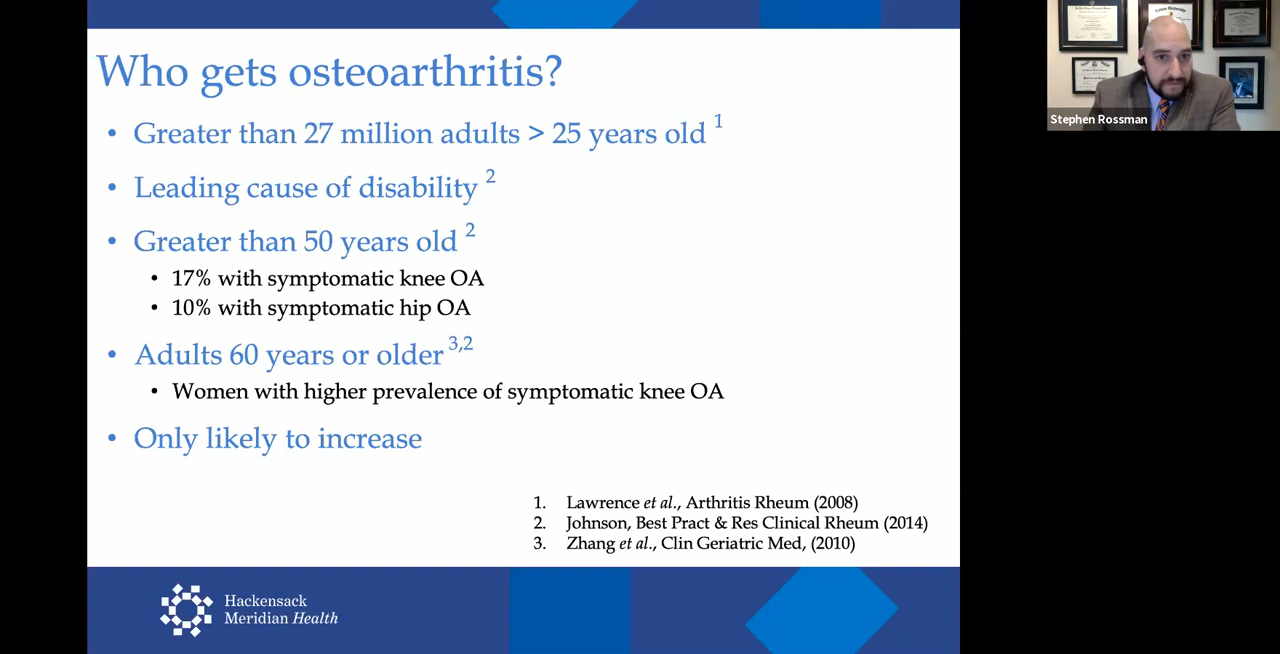 Who gets osteoarthritis?
• Greater than 27 million adults > 25 years old 1
• Leading cause of disability 2
• Greater than 50 years old 2
• 17% with symptomatic knee OA
• 10% with symptomatic hip OA
• Adults 60 years or older 3,2
• Women with higher prevalence of symptomatic knee OA
• Only likely to increase
1. Lawrence et al., Arthritis Rheum (2008)
2. Johnson, Best Pract & Res Clinical Rheum (2014)
3. Zhang et al., Clin Geriatric Med, (2010)
Hackensack
Meridian Health
Stephen Rossman